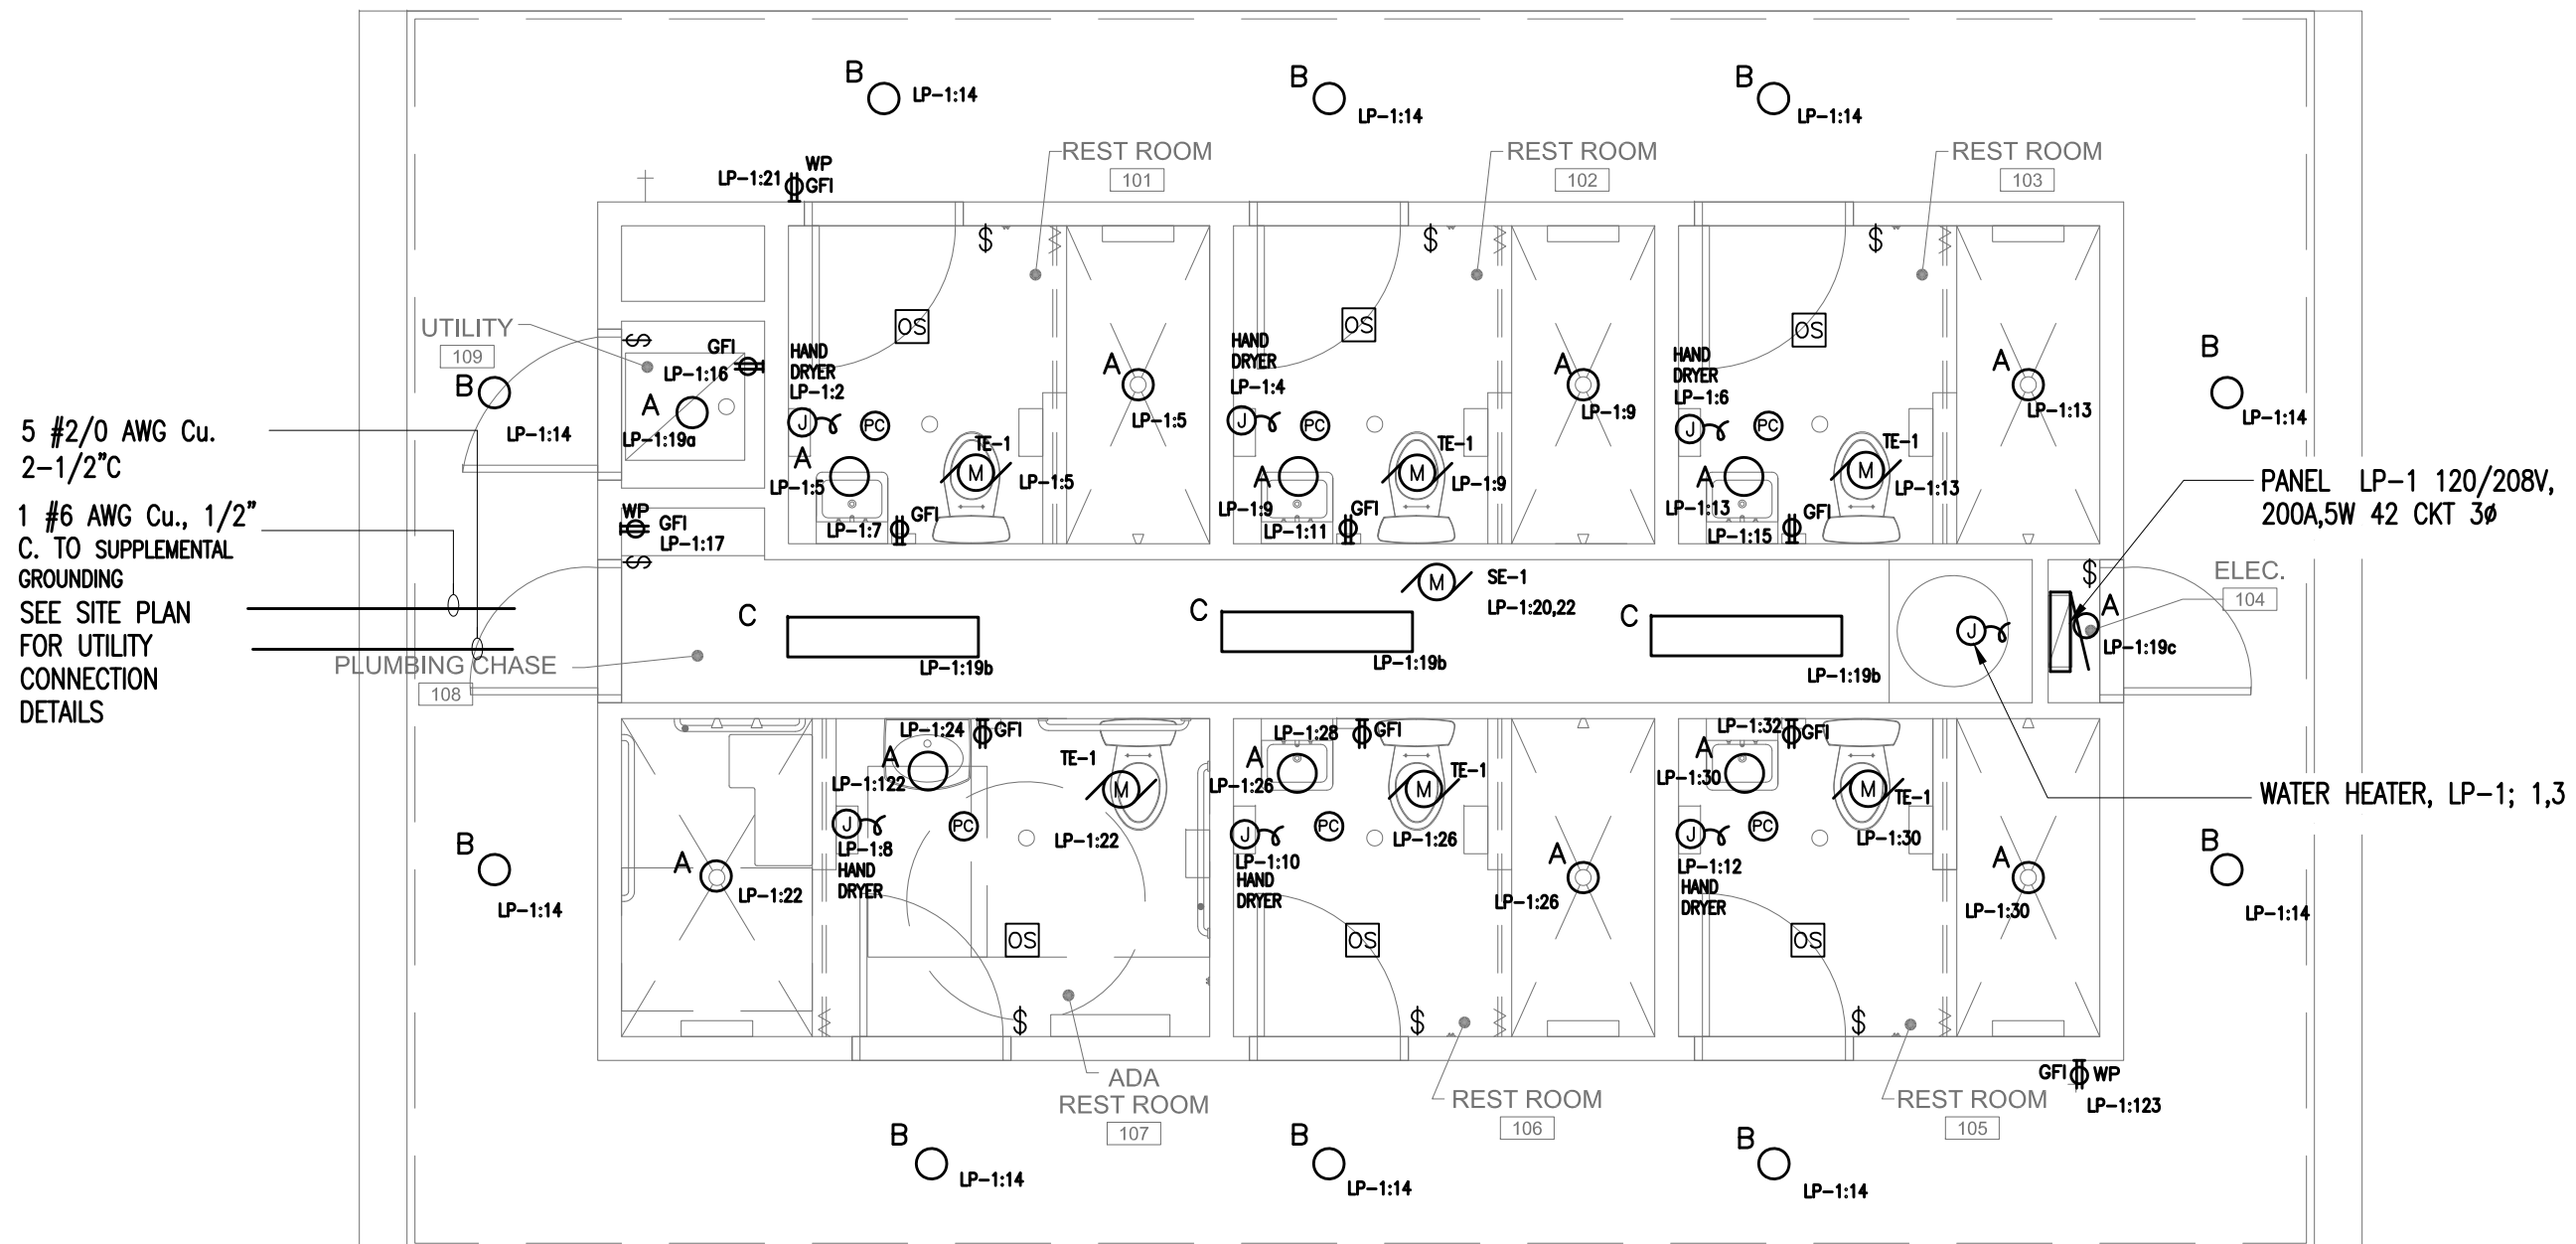 B
LP-1:14
B
LP-1:14
B
LP-1:14
REST ROOM
101
REST ROOM
102
REST ROOM
103
WP
LP-1:21
GFI
$
$
$
UTILITY
109
$
GFI
LP-1:16
A
LP-1:19a
B
LP-1:14
OS
HAND
DRYER
LP-1:2
J
PC
A
LP-1:5
TE-1
M
LP-1:5
A
LP-1:5
LP-1:7
GFI
OS
HAND
DRYER
LP-1:4
J
PC
A
LP-1:9
TE-1
M
LP-1:9
A
LP-1:9
LP-1:11
GFI
OS
HAND
DRYER
LP-1:6
J
PC
A
LP-1:13
TE-1
M
LP-1:13
A
LP-1:13
LP-1:15
GFI
B
LP-1:14
5 #2/0 AWG Cu.
2-1/2"C
1 #6 AWG Cu., 1/2"
C. TO SUPPLEMENTAL
GROUNDING
SEE SITE PLAN
FOR UTILITY
CONNECTION
DETAILS
WP
GFI
LP-1:17
$
PLUMBING CHASE
108
C
LP-1:19b
C
LP-1:19b
M
SE-1
LP-1:20,22
C
LP-1:19b
J
PANEL LP-1 120/208V,
200A,5W 42 CKT 3ø
$
ELEC.
104
A
LP-1:19c
WATER HEATER, LP-1; 1,3
B
LP-1:14
A
LP-1:22
LP-1:24
GFI
A
LP-1:122
TE-1
M
LP-1:22
J
PC
LP-1:8
HAND
DRYER
OS
$
LP-1:28
GFI
A
LP-1:26
TE-1
M
LP-1:26
J
PC
LP-1:10
HAND
DRYER
OS
A
LP-1:26
$
LP-1:32
GFI
A
LP-1:30
M
TE-1
LP-1:30
J
PC
LP-1:12
HAND
DRYER
OS
A
LP-1:30
$
B
LP-1:14
GFI
WP
LP-1:123
ADA
REST ROOM
107
REST ROOM
106
REST ROOM
105
B
LP-1:14
B
LP-1:14
B
LP-1:14